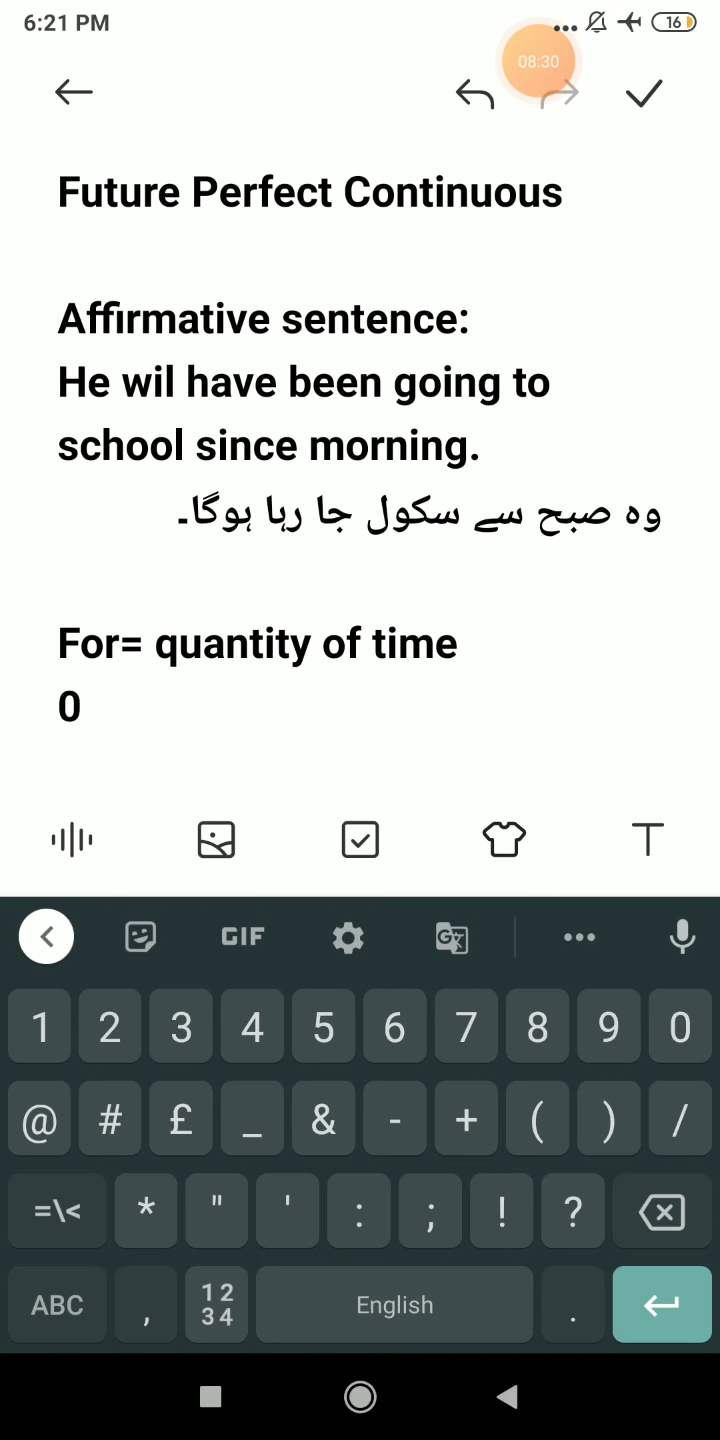 6:21 PM
16
08:30
Future Perfect Continuous
Affirmative sentence:
He wil have been going to
school since morning.
وہ صبح سے سکول جا رہا ہوگا۔
For= quantity of time
0
GIF
1 2 3 4 5 6 7 8 9 0
@ # £ _ & - + ( ) /
=\< * " ' : ; ! ?
ABC , 12 34 English .